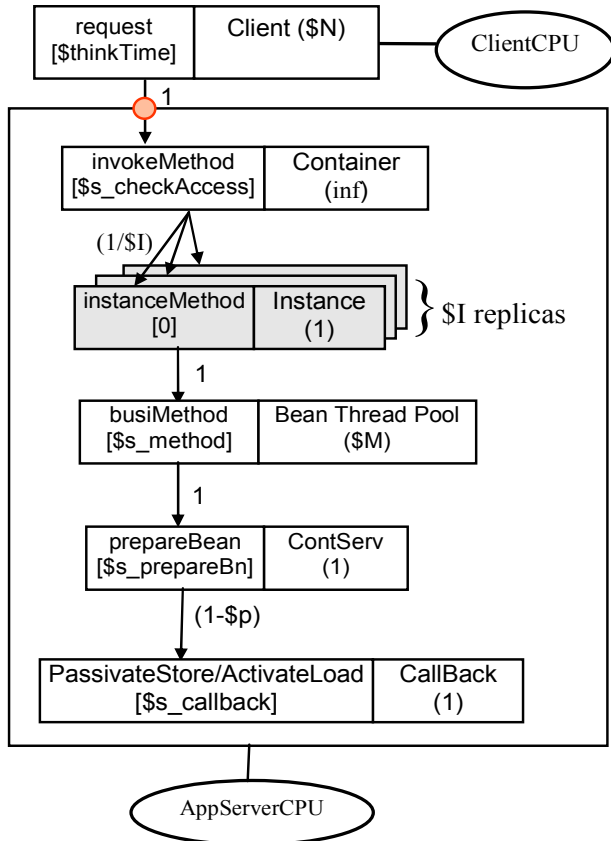 request
[$thinkTime]
Client ($N)
ClientCPU
1
invokeMethod
[$s_checkAccess]
Container
(inf)
(1/$I)
instanceMethod
[0]
Instance
(1)
} $I replicas
1
busiMethod
[$s_method]
Bean Thread Pool
($M)
1
prepareBean
[$s_prepareBn]
ContServ
(1)
(1-$p)
PassivateStore/ActivateLoad
[$s_callback]
CallBack
(1)
AppServerCPU